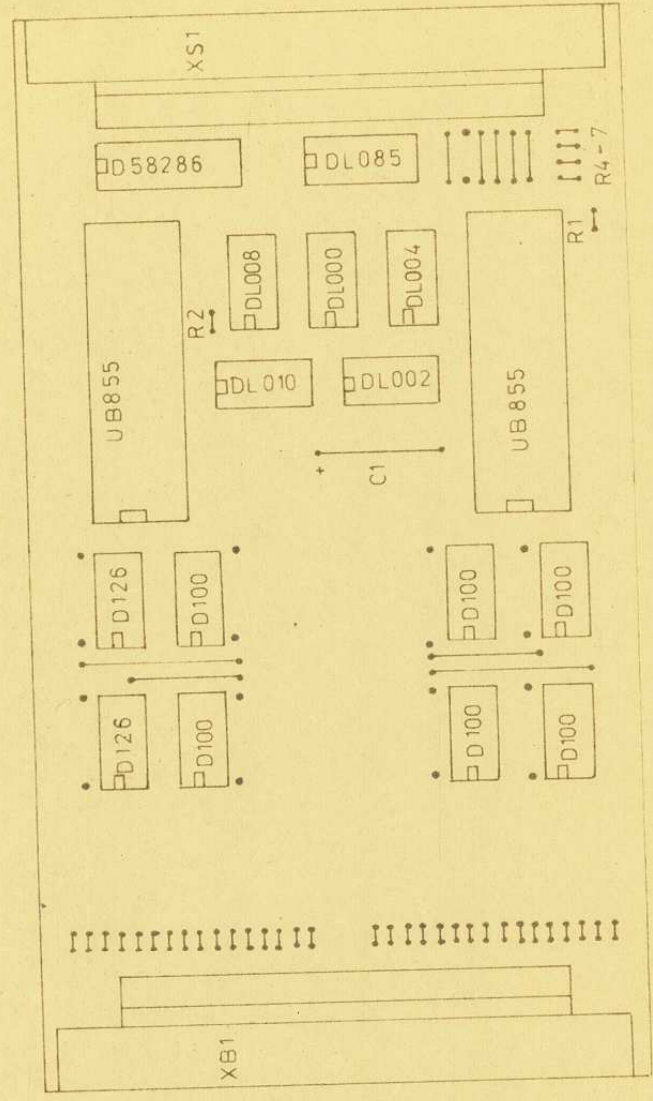 XS1
D58286
DL085
R4-7
UB855
R2
DL008
DL000
DL004
R1
DL010
DL002
UB855
+
C1
D126
D100
D100
D100
D126
D100
D100
D100
XB1